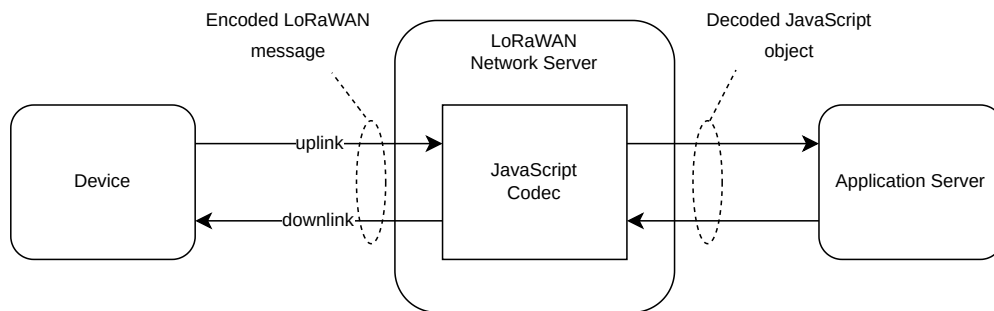 Encoded LoRaWAN
message
LoRaWAN
Network Server
Decoded JavaScript
object
uplink
Device
JavaScript
Codec
Application Server
downlink